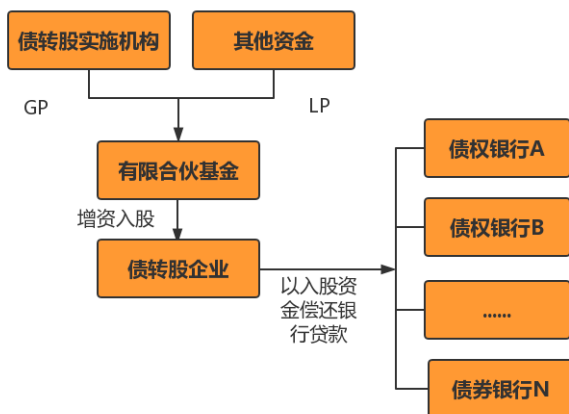 债转股实施机构
其他资金
GP
LP
有限合伙基金
增资入股
债转股企业
以入股资
金偿还银
行贷款
债权银行A
债权银行B
......
债券银行N